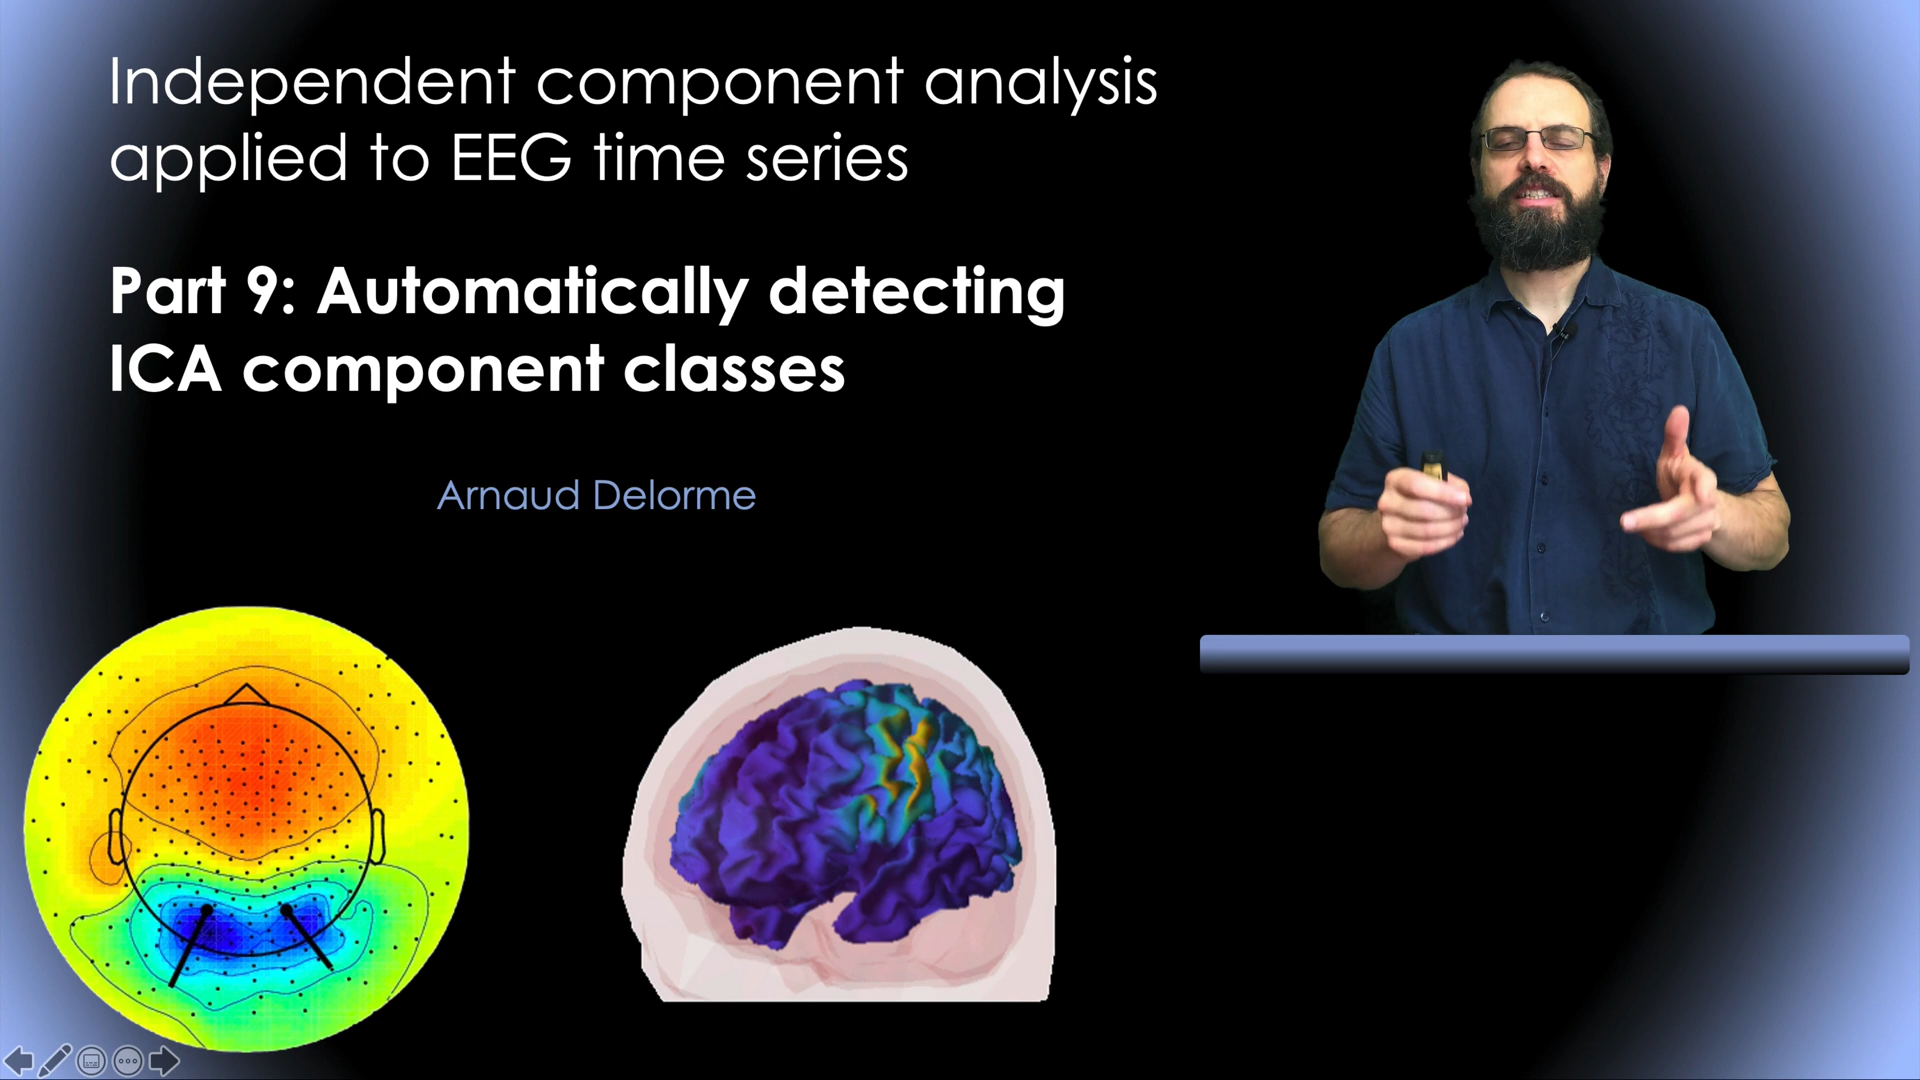 Independent component analysis
applied to EEG time series
Part 9: Automatically detecting
ICA component classes
Arnaud Delorme